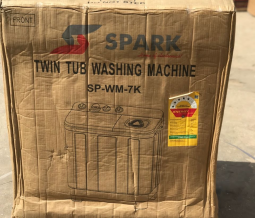 FRONT
SPARK
TWIN TUB WASHING MACHINE
SP-WM-7K